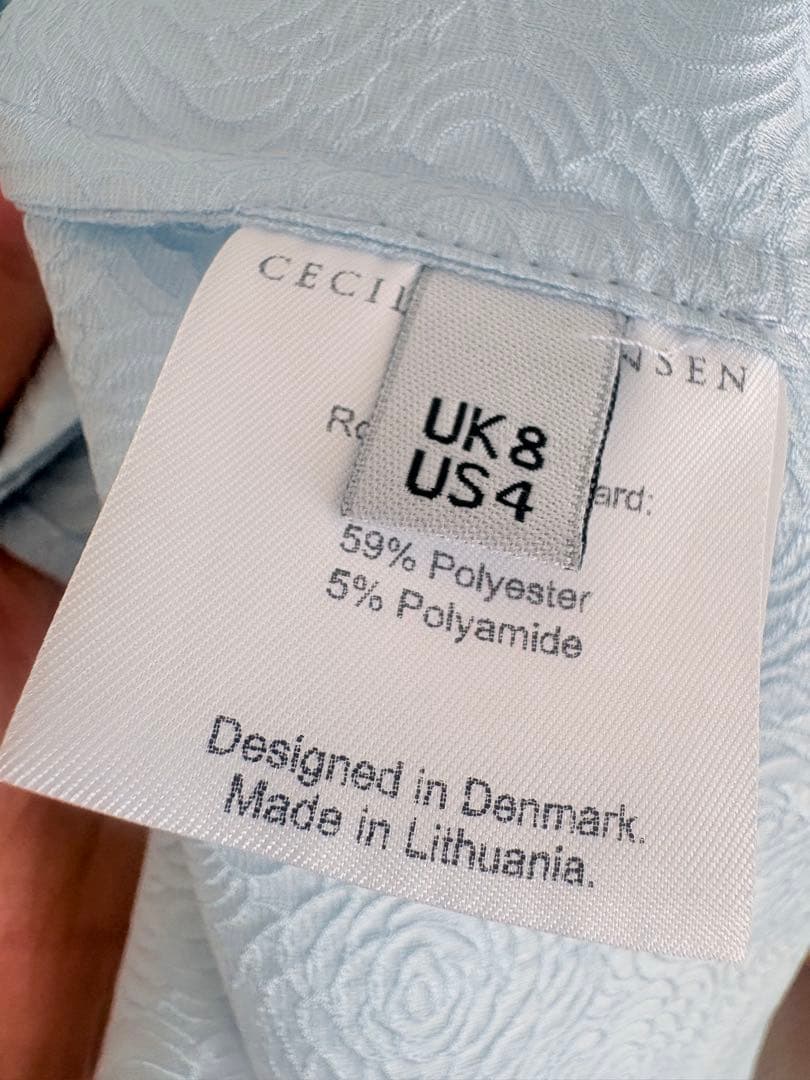 CECIL NSEN
UK 8
US 4
Ro ard:
59% Polyester
5% Polyamide
Designed in Denmark.
Made in Lithuania.